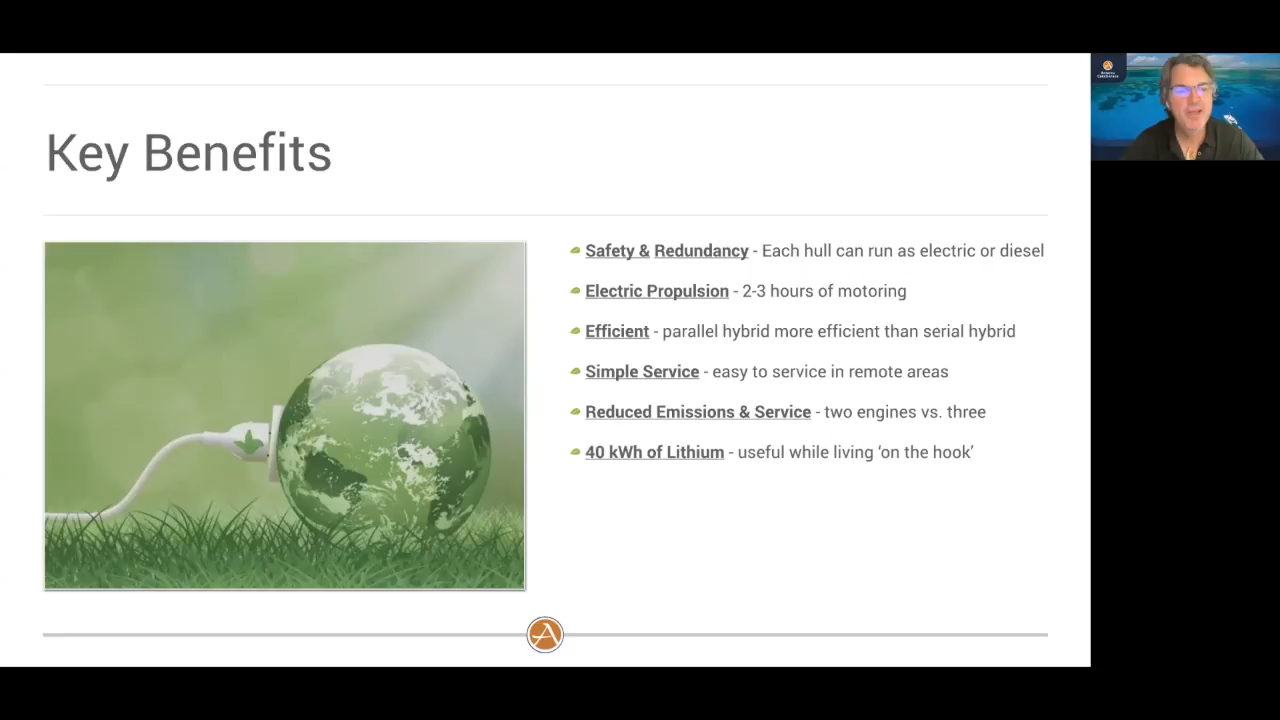 Key Benefits
Safety & Redundancy - Each hull can run as electric or diesel
Electric Propulsion - 2-3 hours of motoring
Efficient - parallel hybrid more efficient than serial hybrid
Simple Service - easy to service in remote areas
Reduced Emissions & Service - two engines vs. three
40 kWh of Lithium - useful while living ‘on the hook’